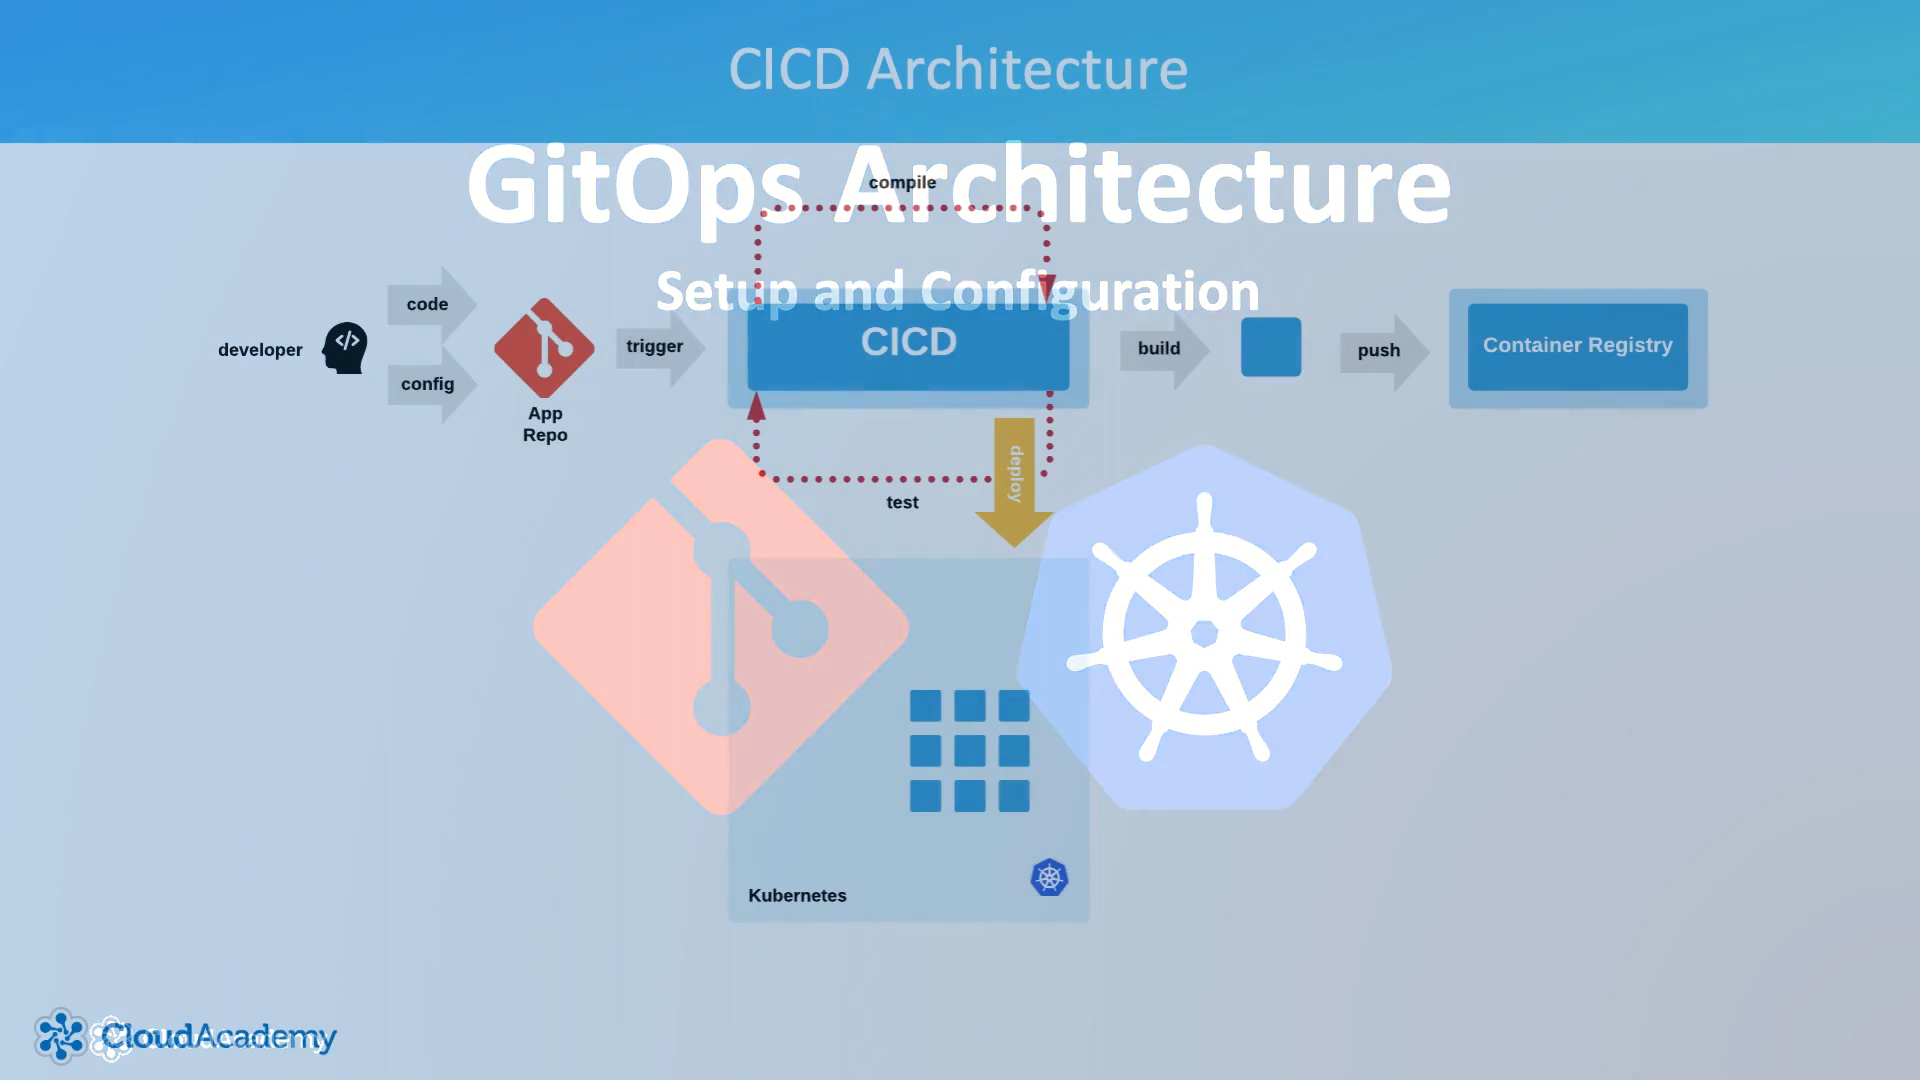 CICD Architecture
GitOps Architecture
compile
Setup and Configuration
code
developer
config
App
Repo
trigger
CICD
build
push
Container Registry
deploy
test
Kubernetes
CloudAcademy